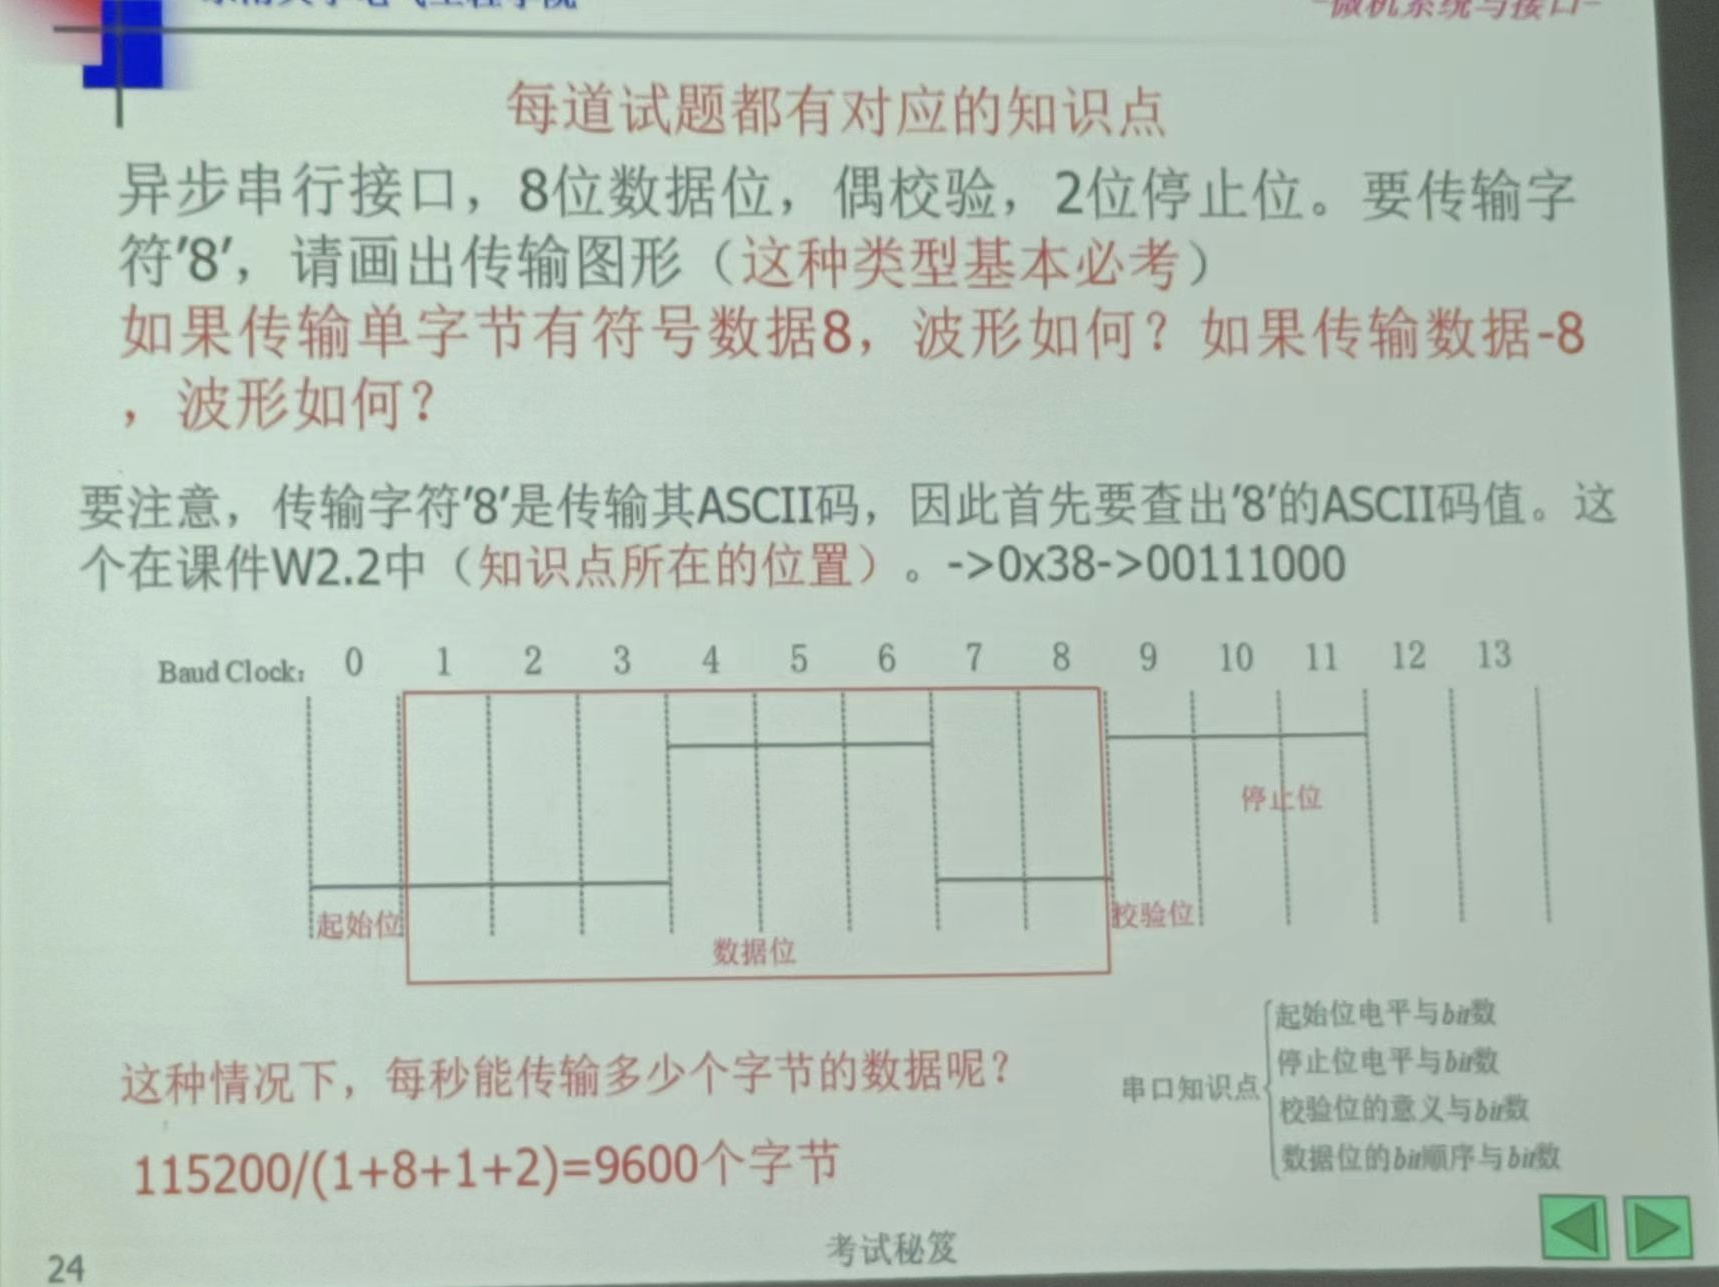 -微机系统与接口-
每道试题都有对应的知识点
异步串行接口，8位数据位，偶校验，2位停止位。要传输字
符'8'，请画出传输图形（这种类型基本必考）
如果传输单字节有符号数据8，波形如何？如果传输数据-8
，波形如何？
要注意，传输字符'8'是传输其ASCII码，因此首先要查出'8'的ASCII码值。这
个在课件W2.2中（知识点所在的位置）。->0x38->00111000
Baud Clock: 0 1 2 3 4 5 6 7 8 9 10 11 12 13
停止位
起始位
校验位
数据位
这种情况下，每秒能传输多少个字节的数据呢？
115200/(1+8+1+2)=9600个字节
串口知识点
起始位电平与bit数
停止位电平与bit数
校验位的意义与bit数
数据位的bit顺序与bit数
考试秘笈
24